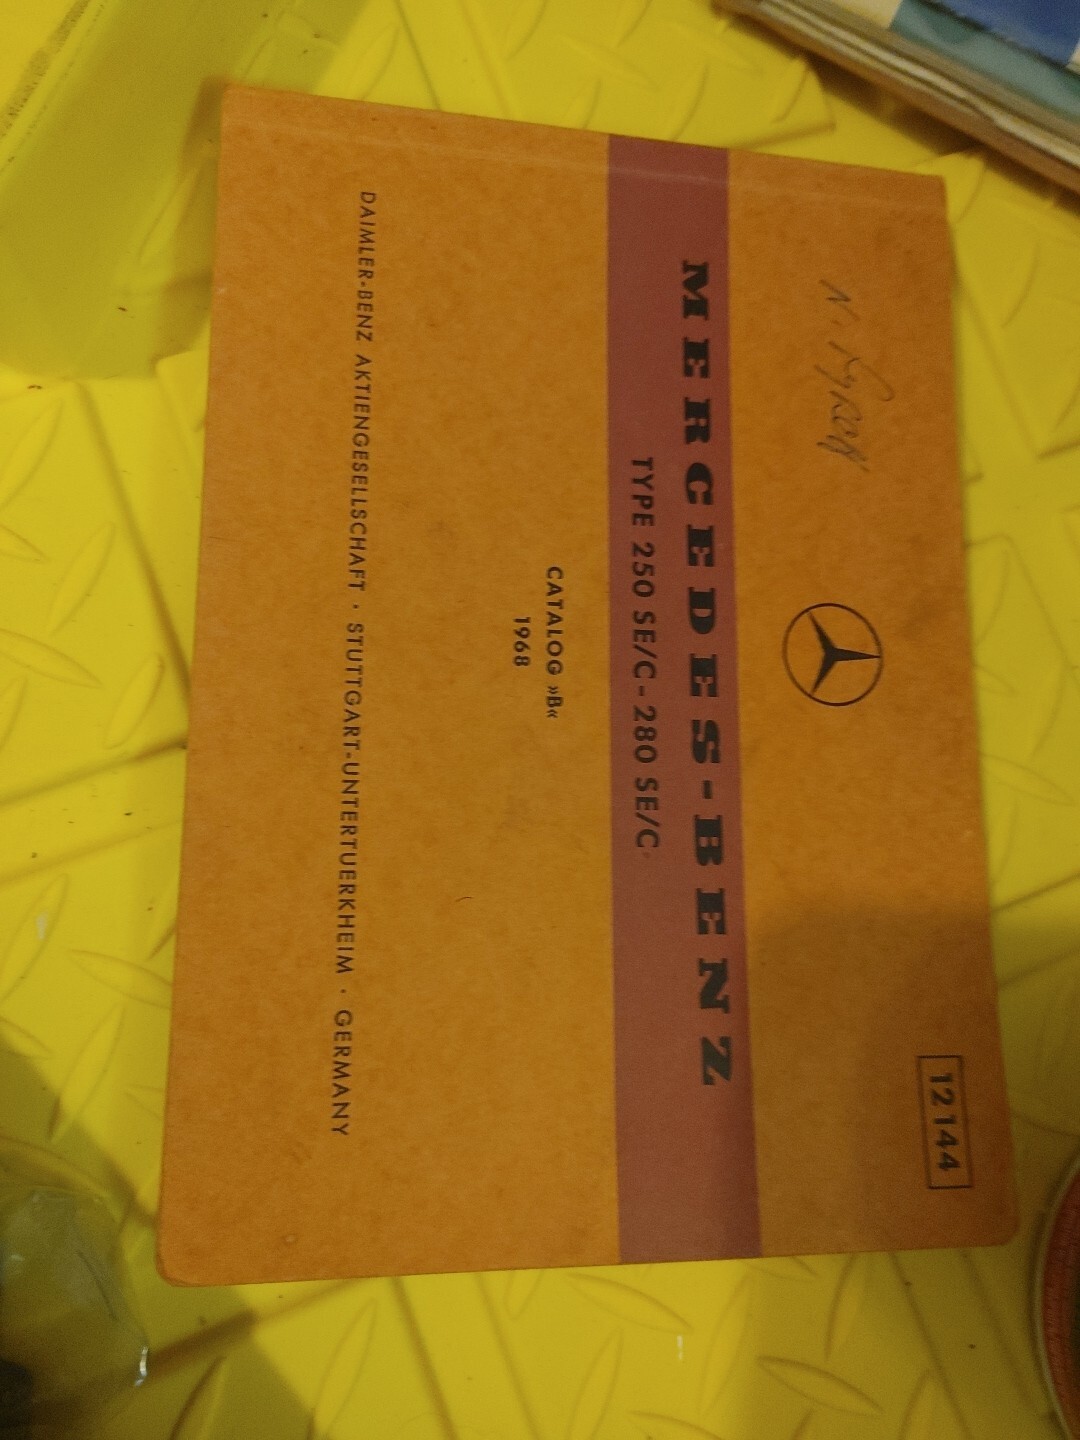 12144
MERCEDES-BENZ
TYPE 250 SE/C - 280 SE/C
CATALOG »B«
1968
DAIMLER-BENZ AKTIENGESELLSCHAFT · STUTTGART-UNTERTUERKHEIM · GERMANY